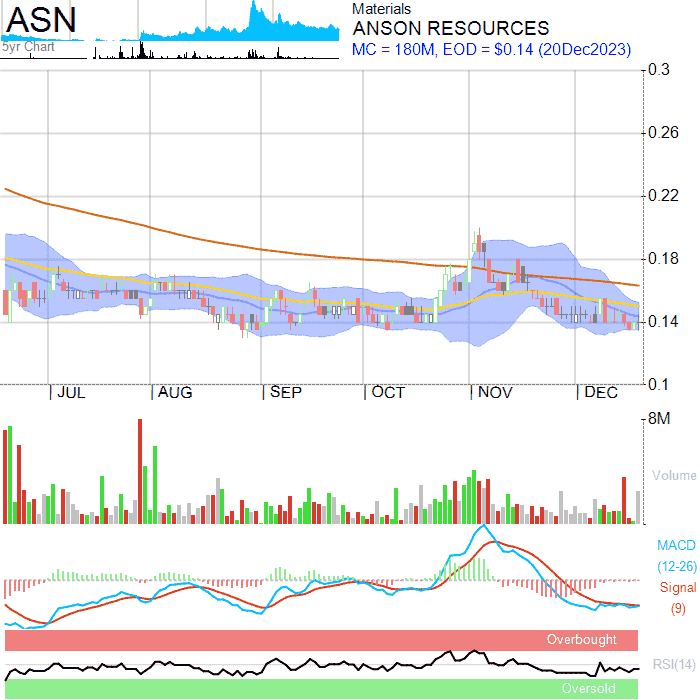 ASN
5yr Chart
Materials
ANSON RESOURCES
MC = 180M, EOD = $0.14 (20Dec2023)
0.3
0.26
0.22
0.18
0.14
0.1
JUL AUG SEP OCT NOV DEC
8M
Volume
MACD
(12-26)
Signal
(9)
Overbought
RSI(14)
Oversold